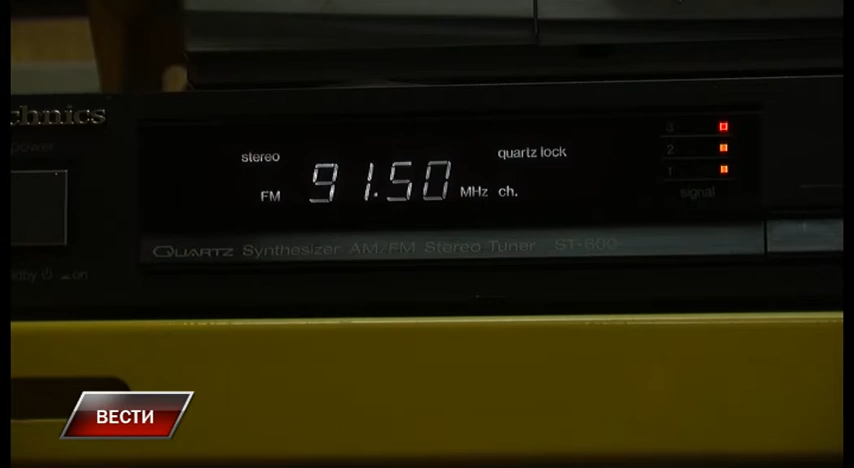 chnics
power
stereo
quartz lock
FM 91.50 MHz ch.
3
2
1
signal
QUARTZ Synthesizer AM/FM Stereo Tuner ST-600
dby on
ВЕСТИ